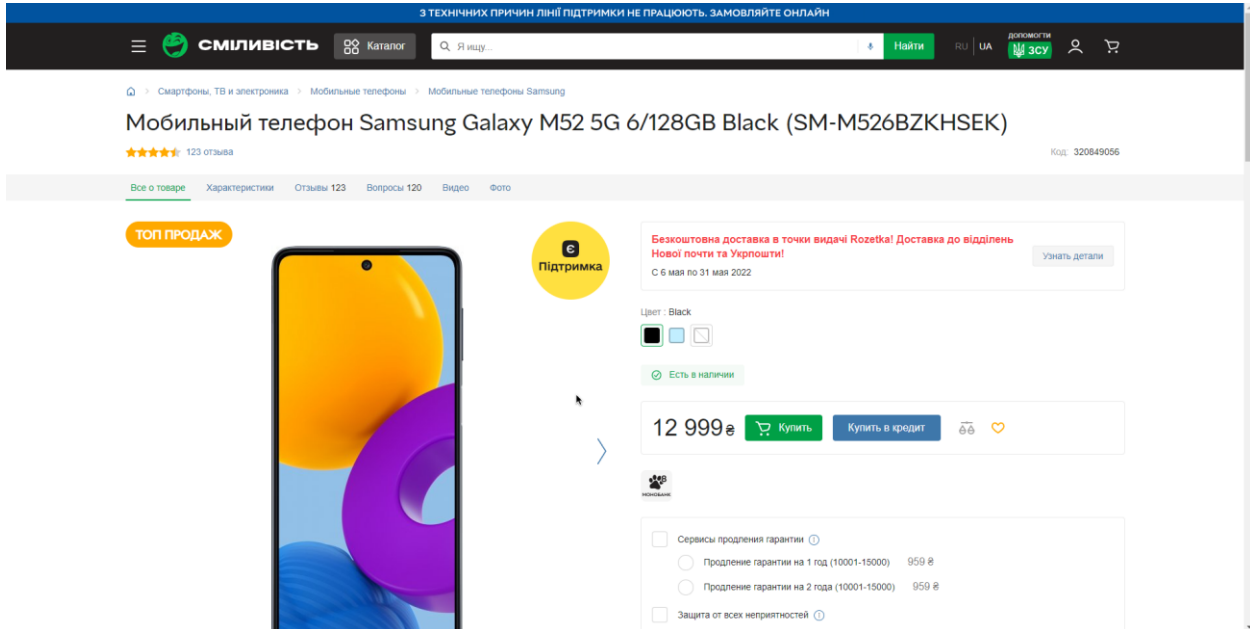 З ТЕХНІЧНИХ ПРИЧИН ЛІНІЇ ПІДТРИМКИ НЕ ПРАЦЮЮТЬ. ЗАМОВЛЯЙТЕ ОНЛАЙН
СМІЛИВІСТЬ
Каталог
Я ищу...
Найти
RU UA
ДОПОМОГТИ
ЗСУ
Смартфоны, ТВ и электроника > Мобильные телефоны > Мобильные телефоны Samsung
Мобильный телефон Samsung Galaxy M52 5G 6/128GB Black (SM-M526BZKHSEK)
123 отзыва
Код: 320849056
Все о товаре Характеристики Отзывы 123 Вопросы 120 Видео Фото
ТОП ПРОДАЖ
Є
Підтримка
Безкоштовна доставка в точки видачі Rozetka! Доставка до відділень
Нової почти та Укрпошти!
С 6 мая по 31 мая 2022
Узнать детали
Цвет : Black
Есть в наличии
12 999 ₴
Купить
Купить в кредит
8
МОНОБАНК
Сервисы продления гарантии
Продление гарантии на 1 год (10001-15000) 959 ₴
Продление гарантии на 2 года (10001-15000) 959 ₴
Защита от всех неприятностей